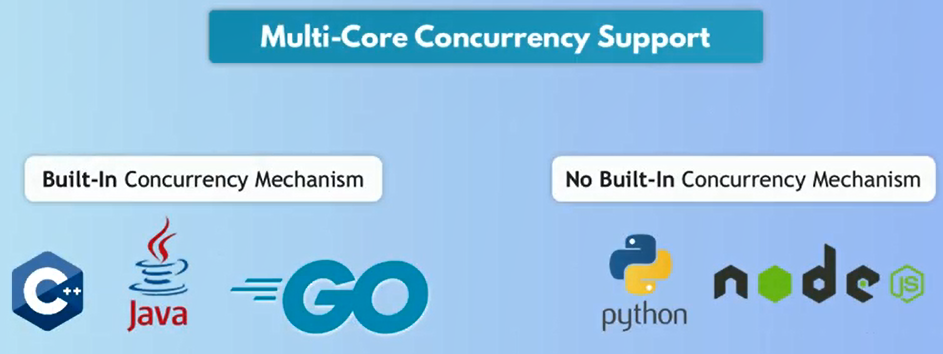 Multi-Core Concurrency Support
Built-In Concurrency Mechanism
No Built-In Concurrency Mechanism
C++
Java
GO
python
node
JS